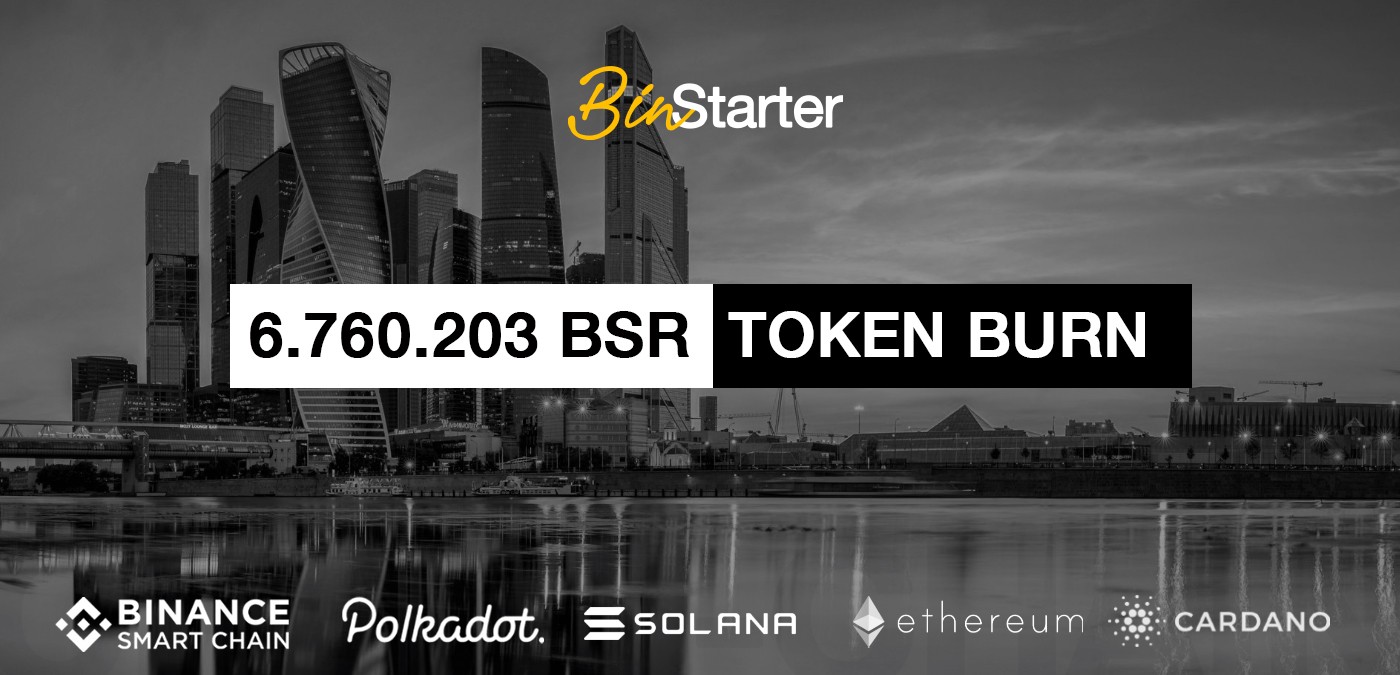 BinStarter
6.760.203 BSR TOKEN BURN
BINANCE
SMART CHAIN
Polkadot.
SOLANA
ethereum
CARDANO